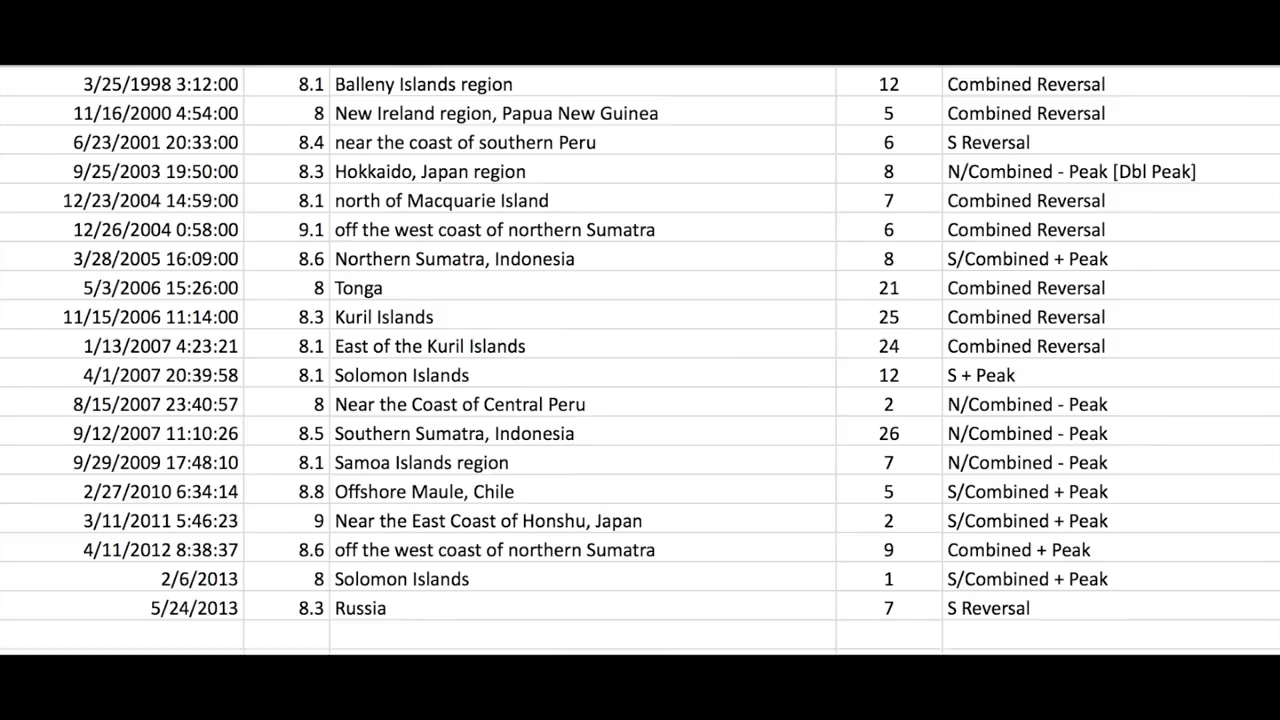 3/25/1998 3:12:00 8.1 Balleny Islands region 12 Combined Reversal
11/16/2000 4:54:00 8 New Ireland region, Papua New Guinea 5 Combined Reversal
6/23/2001 20:33:00 8.4 near the coast of southern Peru 6 S Reversal
9/25/2003 19:50:00 8.3 Hokkaido, Japan region 8 N/Combined - Peak [Dbl Peak]
12/23/2004 14:59:00 8.1 north of Macquarie Island 7 Combined Reversal
12/26/2004 0:58:00 9.1 off the west coast of northern Sumatra 6 Combined Reversal
3/28/2005 16:09:00 8.6 Northern Sumatra, Indonesia 8 S/Combined + Peak
5/3/2006 15:26:00 8 Tonga 21 Combined Reversal
11/15/2006 11:14:00 8.3 Kuril Islands 25 Combined Reversal
1/13/2007 4:23:21 8.1 East of the Kuril Islands 24 Combined Reversal
4/1/2007 20:39:58 8.1 Solomon Islands 12 S + Peak
8/15/2007 23:40:57 8 Near the Coast of Central Peru 2 N/Combined - Peak
9/12/2007 11:10:26 8.5 Southern Sumatra, Indonesia 26 N/Combined - Peak
9/29/2009 17:48:10 8.1 Samoa Islands region 7 N/Combined - Peak
2/27/2010 6:34:14 8.8 Offshore Maule, Chile 5 S/Combined + Peak
3/11/2011 5:46:23 9 Near the East Coast of Honshu, Japan 2 S/Combined + Peak
4/11/2012 8:38:37 8.6 off the west coast of northern Sumatra 9 Combined + Peak
2/6/2013 8 Solomon Islands 1 S/Combined + Peak
5/24/2013 8.3 Russia 7 S Reversal